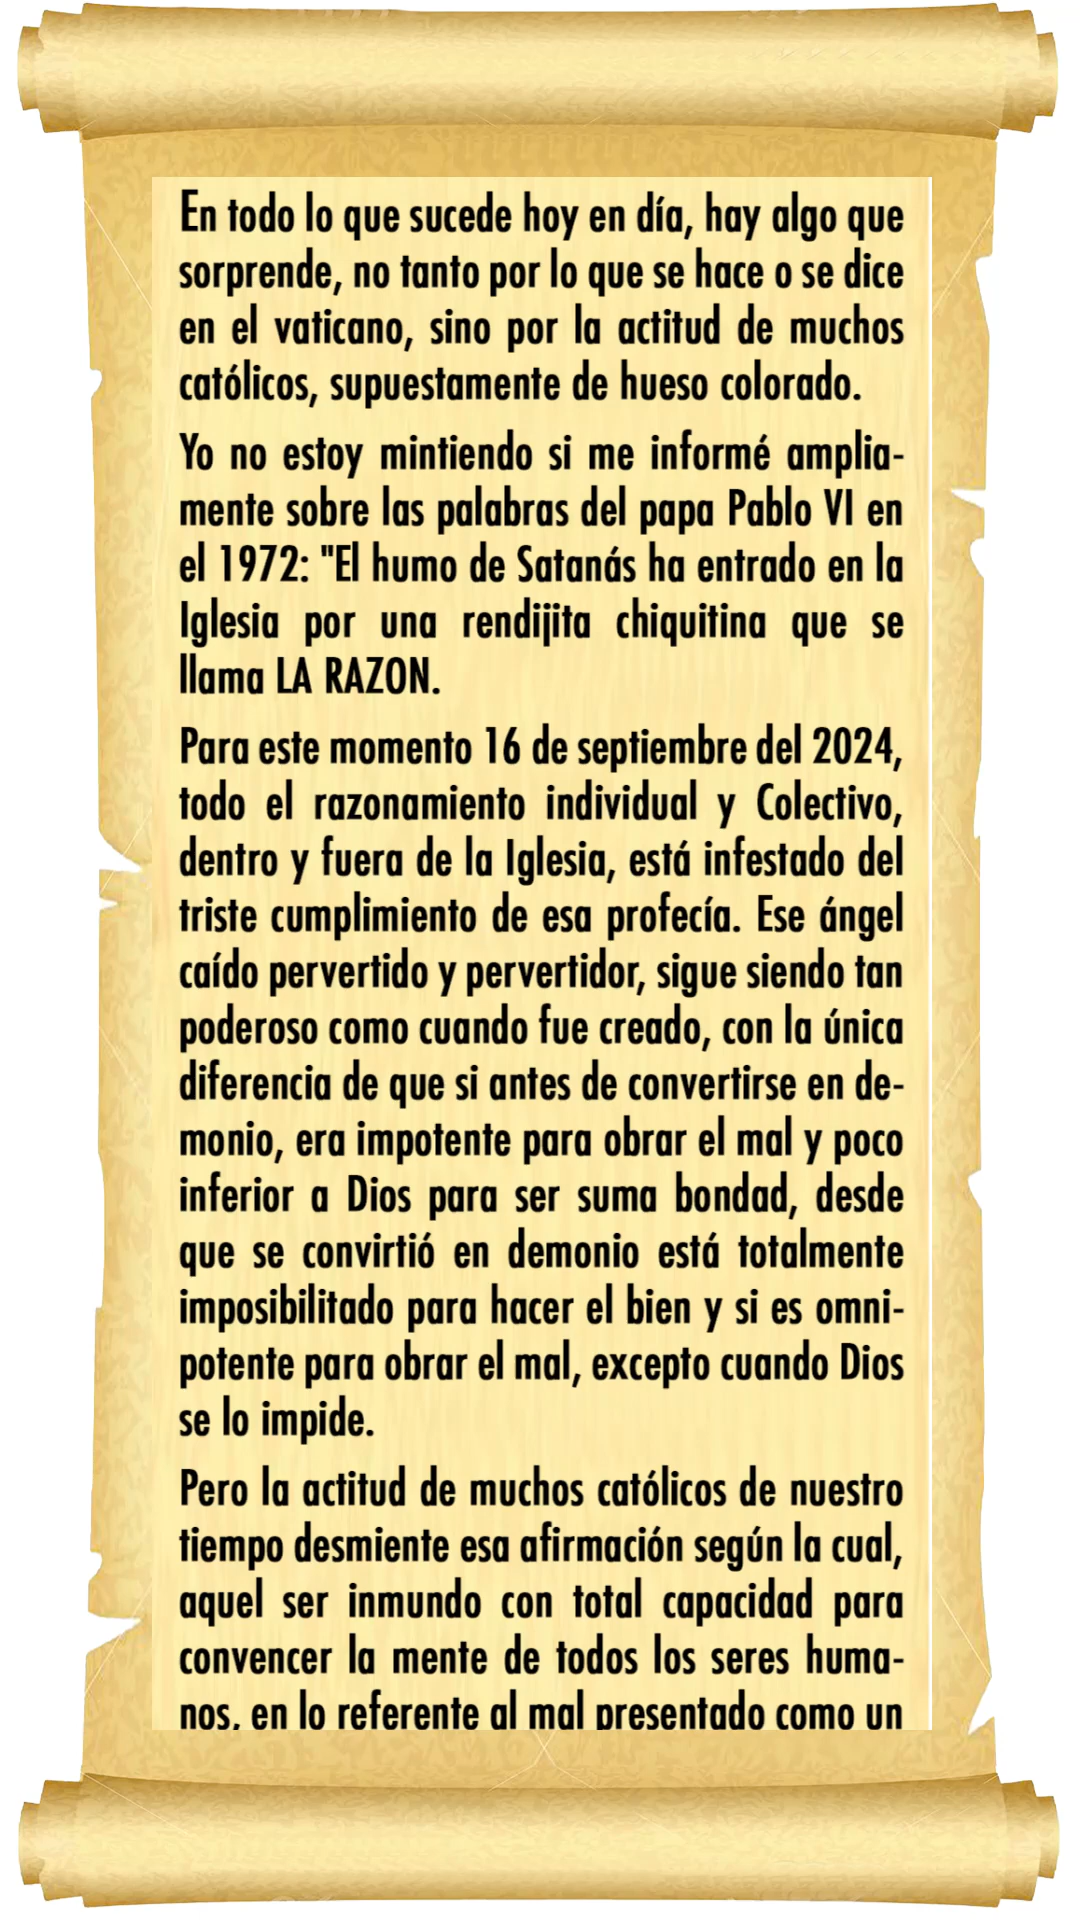 En todo lo que sucede hoy en día, hay algo que
sorprende, no tanto por lo que se hace o se dice
en el vaticano, sino por la actitud de muchos
católicos, supuestamente de hueso colorado.
Yo no estoy mintiendo si me informé amplia-
mente sobre las palabras del papa Pablo VI en
el 1972: "El humo de Satanás ha entrado en la
Iglesia por una rendijita chiquitina que se
llama LA RAZON.
Para este momento 16 de septiembre del 2024,
todo el razonamiento individual y Colectivo,
dentro y fuera de la Iglesia, está infestado del
triste cumplimiento de esa profecía. Ese ángel
caído pervertido y pervertidor, sigue siendo tan
poderoso como cuando fue creado, con la única
diferencia de que si antes de convertirse en de-
monio, era impotente para obrar el mal y poco
inferior a Dios para ser suma bondad, desde
que se convirtió en demonio está totalmente
imposibilitado para hacer el bien y si es omni-
potente para obrar el mal, excepto cuando Dios
se lo impide.
Pero la actitud de muchos católicos de nuestro
tiempo desmiente esa afirmación según la cual,
aquel ser inmundo con total capacidad para
convencer la mente de todos los seres huma-
nos, en lo referente al mal presentado como un